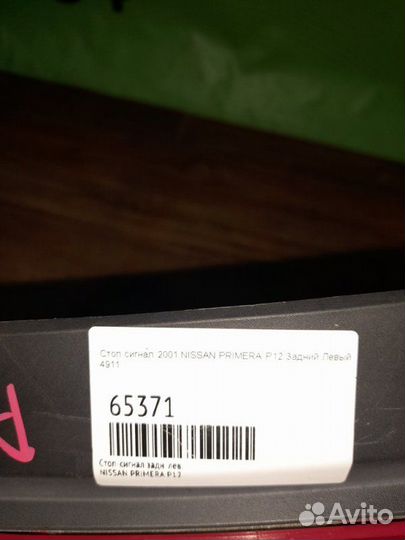 Стоп сигнал 2001 NISSAN PRIMERA P12 Задний Левый
4911
65371
Стоп сигнал задн лев
NISSAN PRIMERA P12
Avito